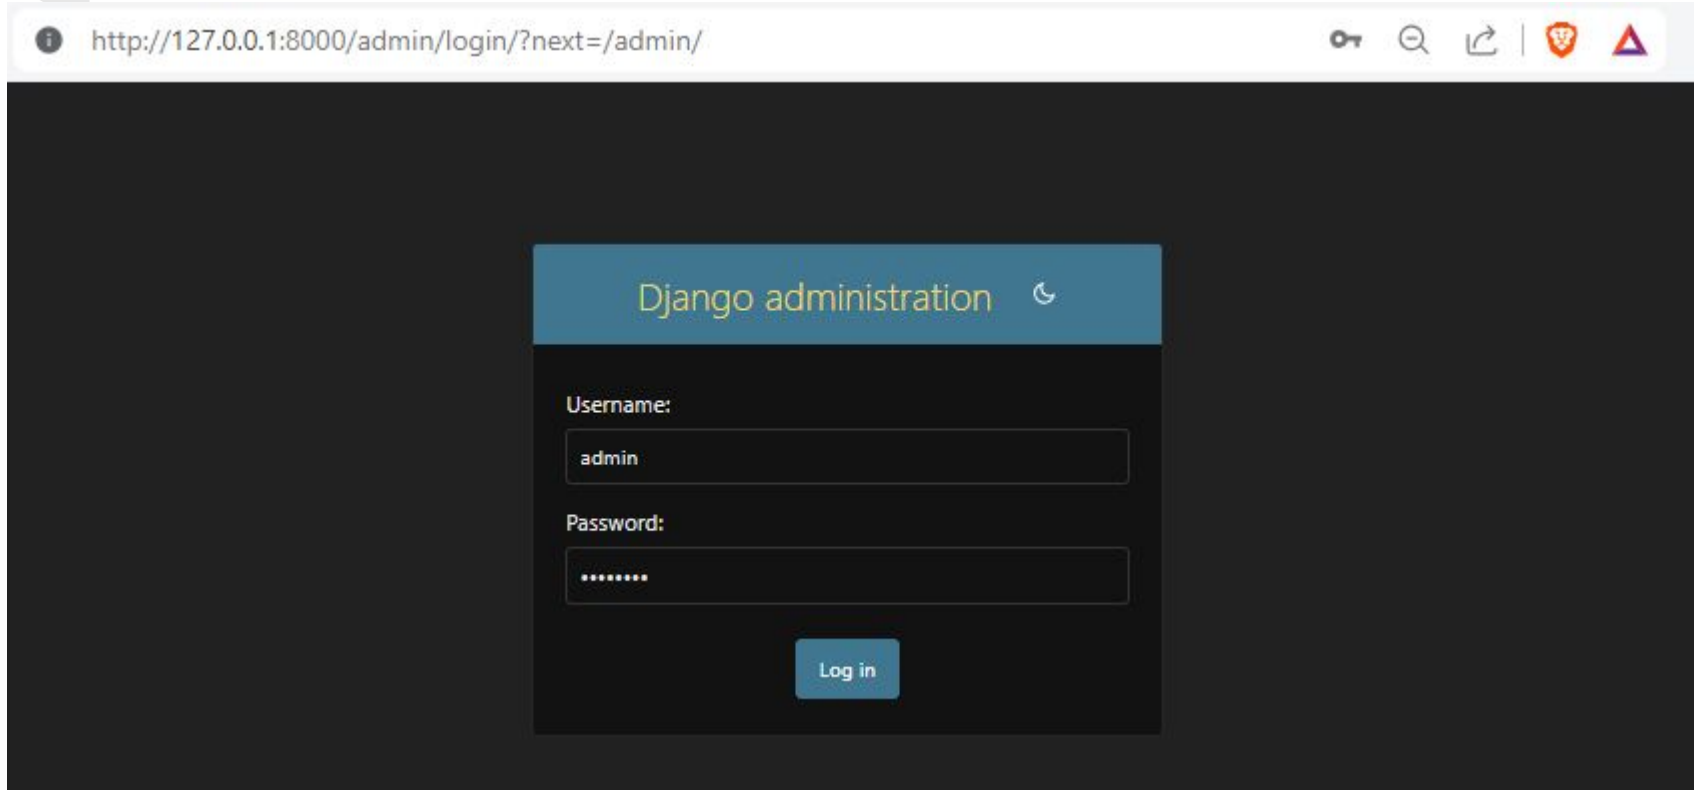 http://127.0.0.1:8000/admin/login/?next=/admin/
Django administration
Username:
admin
Password:
••••••••
Log in